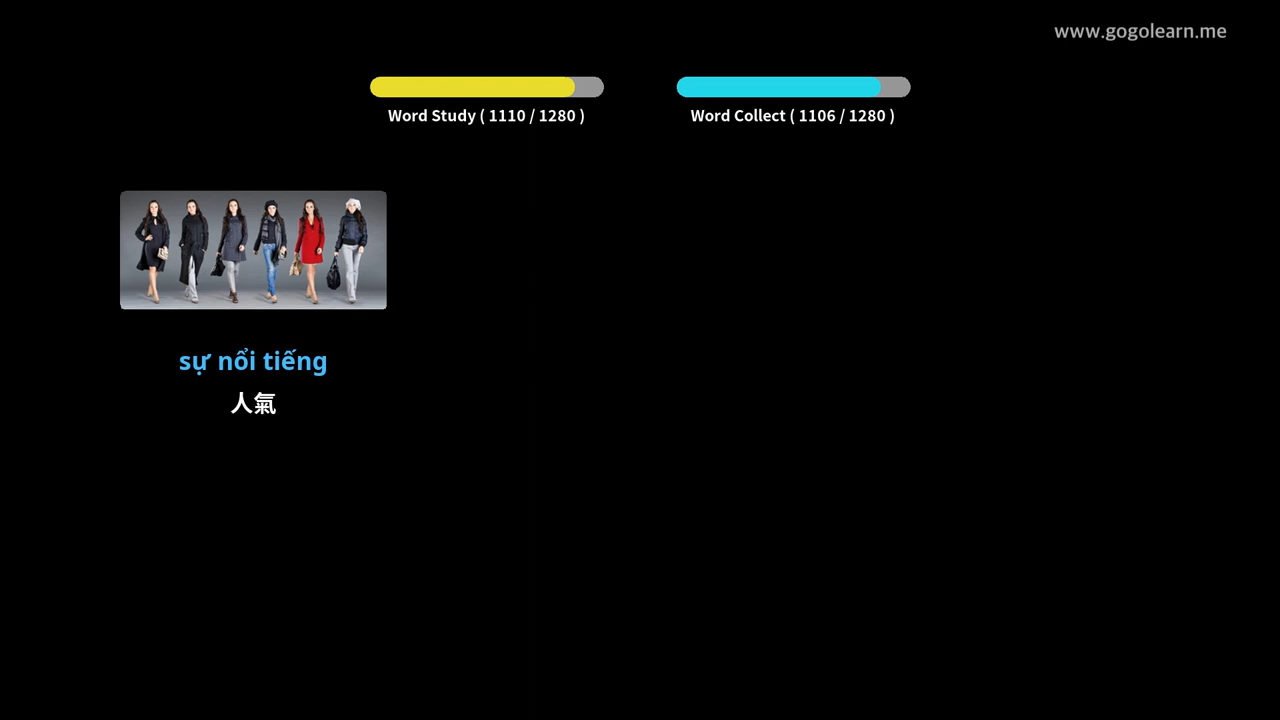 www.gogolearn.me
Word Study ( 1110 / 1280 )
Word Collect ( 1106 / 1280 )
sự nổi tiếng
人氣